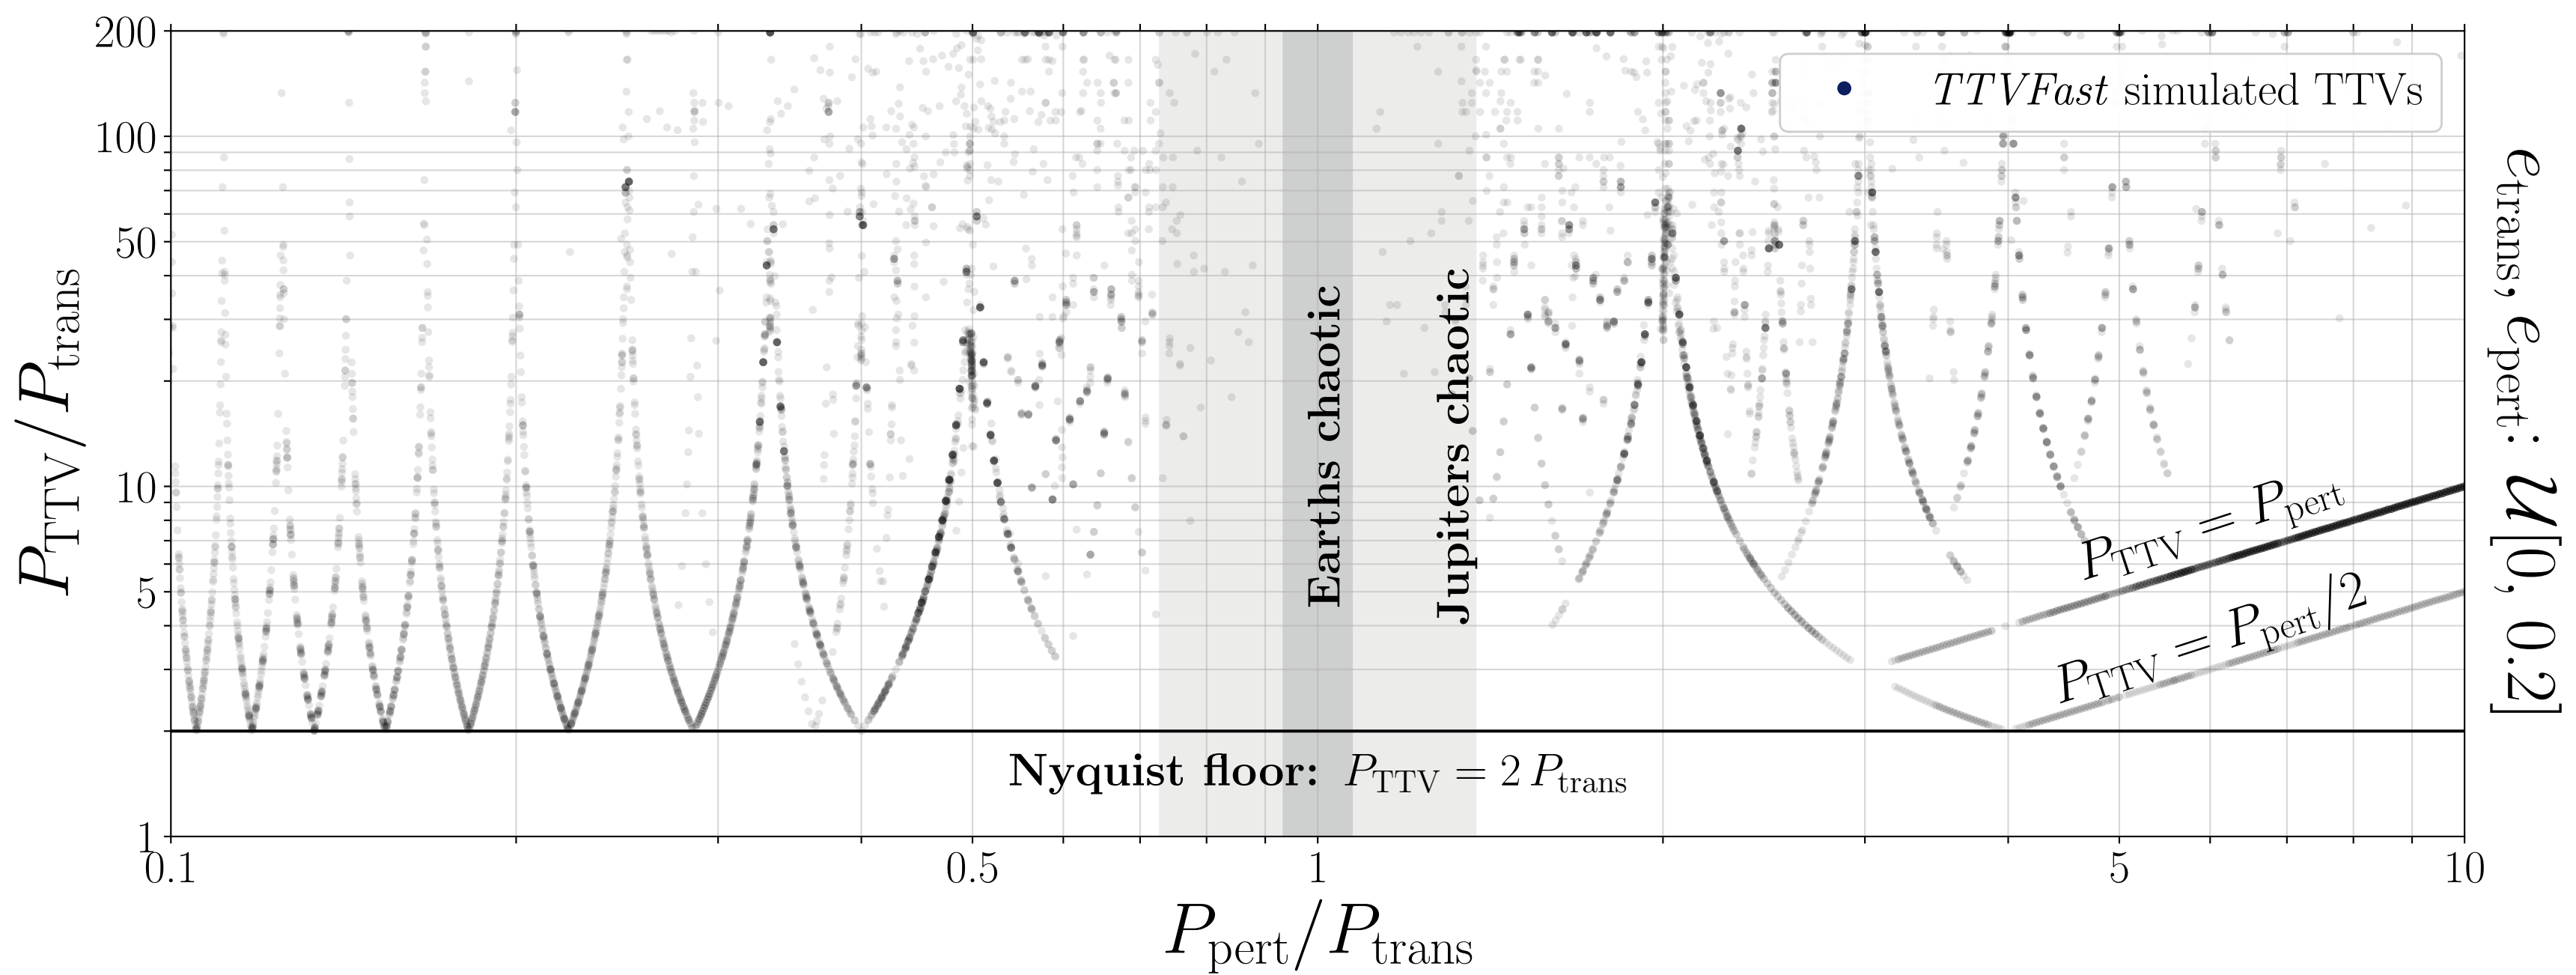 200
100
50
10
5
1
P_TTV/P_trans
TTVFast simulated TTVs
Earths chaotic
Jupiters chaotic
P_TTV = P_pert
P_TTV = P_pert/2
Nyquist floor: P_TTV = 2 P_trans
0.1 0.5 1 5 10
P_pert/P_trans
e_trans, e_pert: 𝒰[0, 0.2]